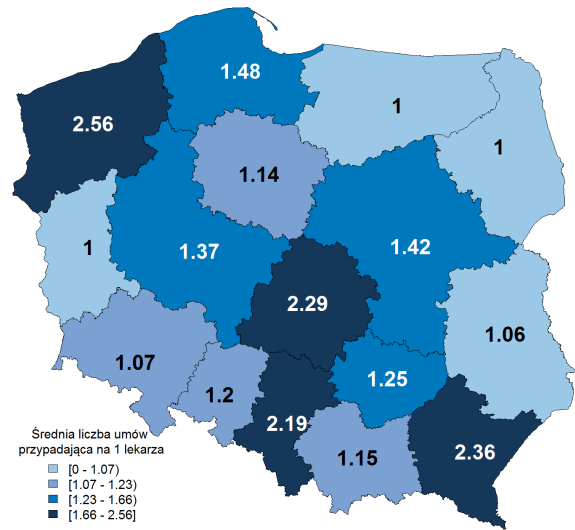 1.48
2.56
1
1
1.14
1
1.37
1.42
2.29
1.06
1.07
1.25
1.2
2.19
1.15
2.36
Średnia liczba umów
przypadająca na 1 lekarza
[0 - 1.07)
[1.07 - 1.23)
[1.23 - 1.66)
[1.66 - 2.56]